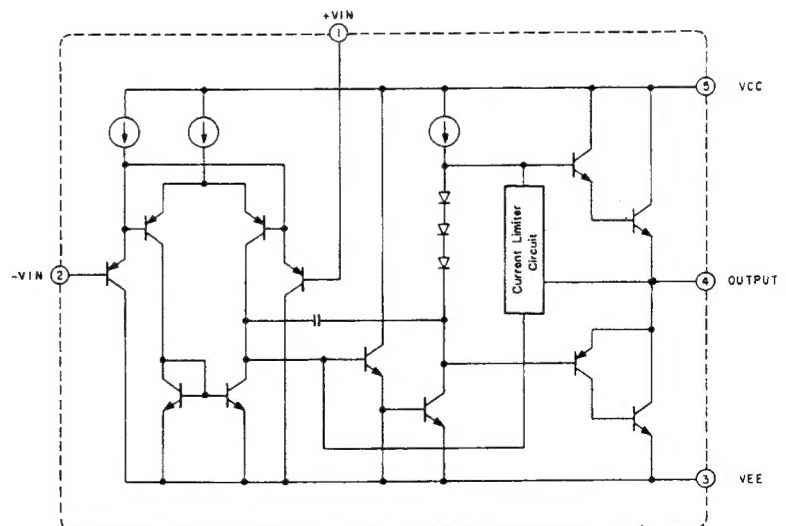 +VIN
1
5 VCC
Current Limiter
Circuit
-VIN 2
4 OUTPUT
3 VEE